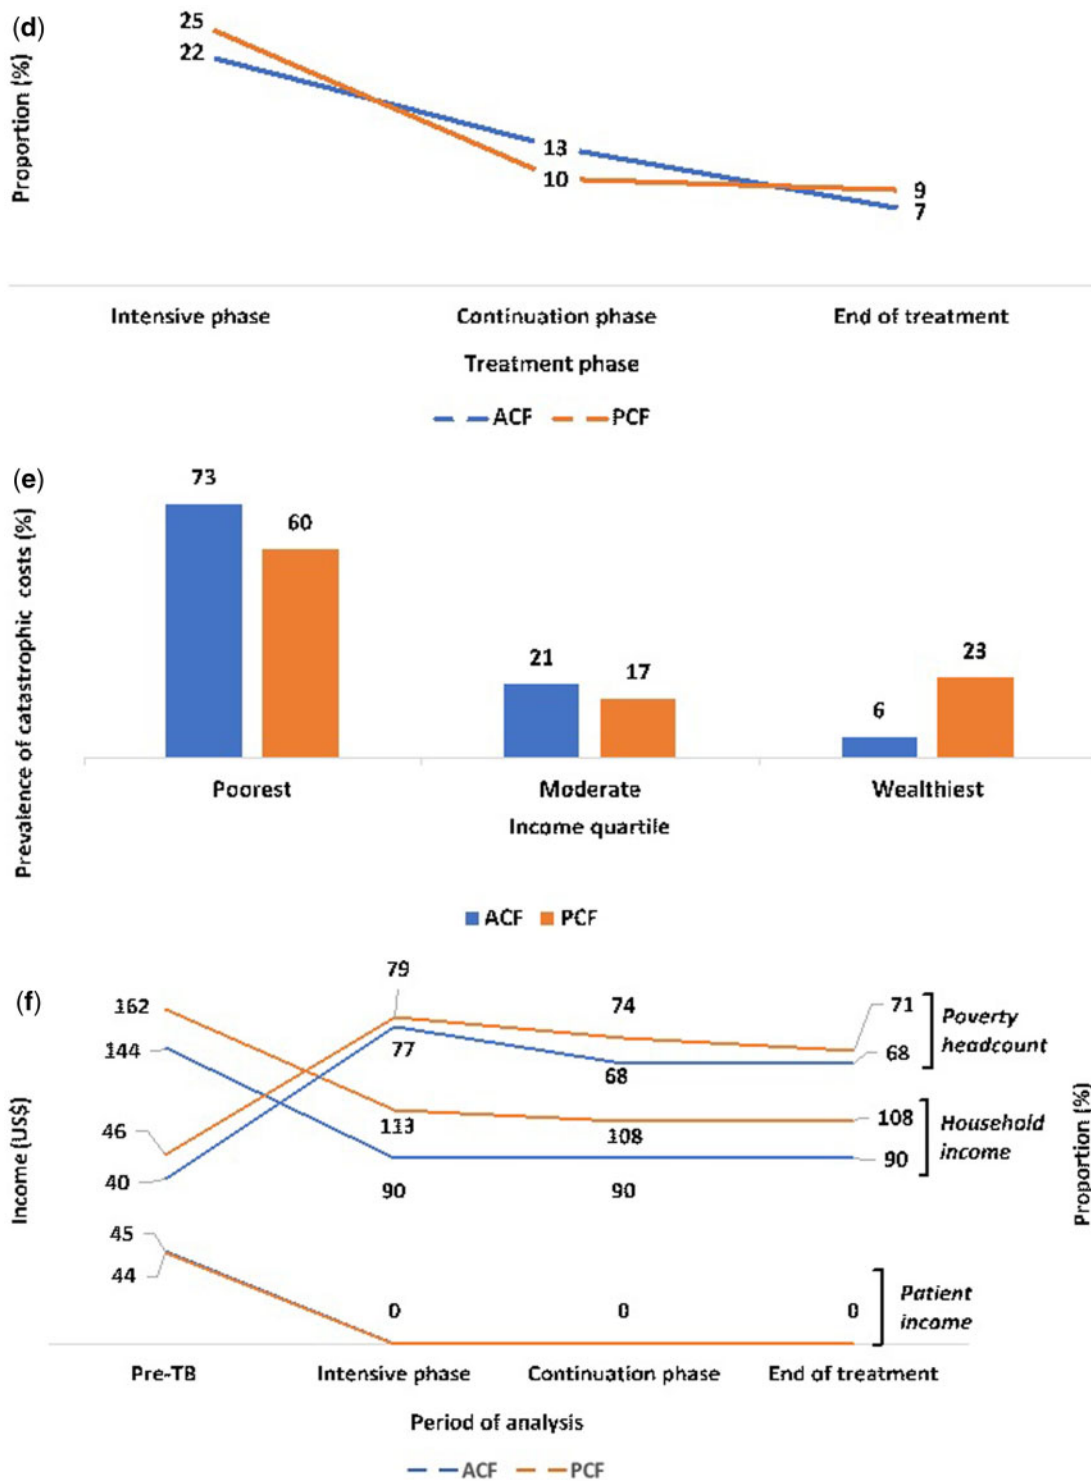 (d)
25
22
Proportion (%)
13
10
9
7
Intensive phase Continuation phase End of treatment
Treatment phase
ACF PCF
(e)
Prevalence of catastrophic costs (%)
73
60
21
17
6
23
Poorest Moderate Wealthiest
Income quartile
ACF PCF
(f)
Income (US$)
Proportion (%)
162
144
46
40
45
44
79
77
113
90
0
74
68
108
90
0
71
68
108
90
0
Poverty
headcount
Household
income
Patient
income
Pre-TB Intensive phase Continuation phase End of treatment
Period of analysis
ACF PCF